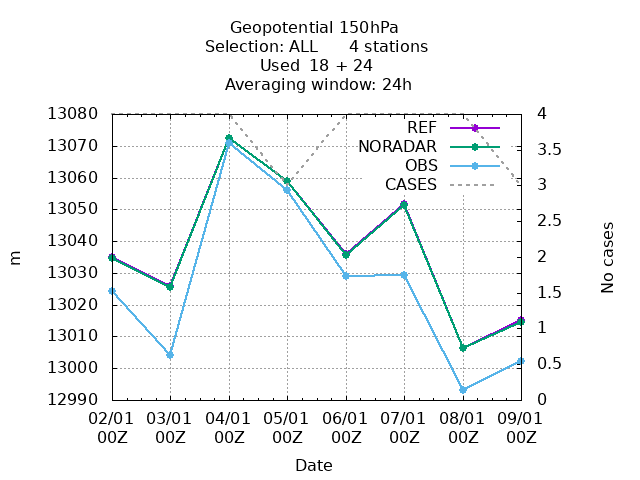 Geopotential 150hPa
Selection: ALL 4 stations
Used 18 + 24
Averaging window: 24h
13080
13070
13060
13050
13040
13030
13020
13010
13000
12990
m
REF
NORADAR
OBS
CASES
4
3.5
3
2.5
2
1.5
1
0.5
0
No cases
02/01 03/01 04/01 05/01 06/01 07/01 08/01 09/01
00Z 00Z 00Z 00Z 00Z 00Z 00Z 00Z
Date